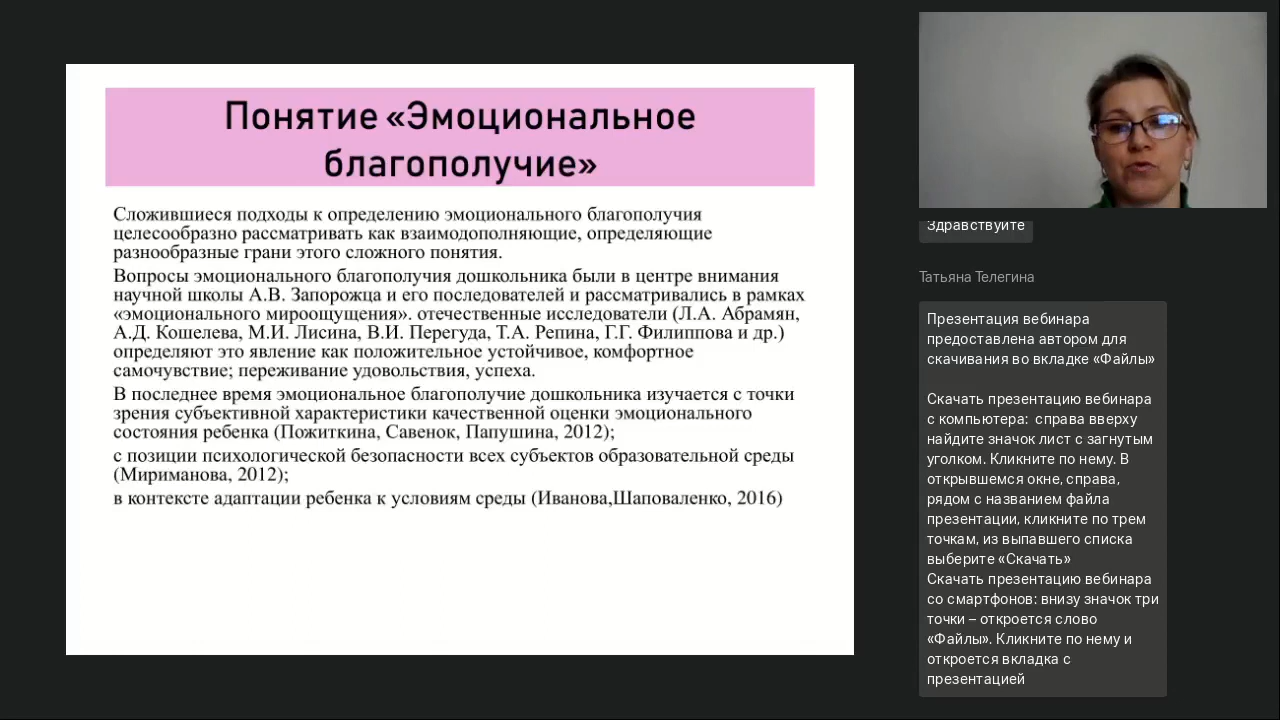 Понятие «Эмоциональное
благополучие»
Сложившиеся подходы к определению эмоционального благополучия
целесообразно рассматривать как взаимодополняющие, определяющие
разнообразные грани этого сложного понятия.
Вопросы эмоционального благополучия дошкольника были в центре внимания
научной школы А.В. Запорожца и его последователей и рассматривались в рамках
«эмоционального мироощущения». отечественные исследователи (Л.А. Абрамян,
А.Д. Кошелева, М.И. Лисина, В.И. Перегуда, Т.А. Репина, Г.Г. Филиппова и др.)
определяют это явление как положительное устойчивое, комфортное
самочувствие; переживание удовольствия, успеха.
В последнее время эмоциональное благополучие дошкольника изучается с точки
зрения субъективной характеристики качественной оценки эмоционального
состояния ребенка (Пожиткина, Савенок, Папушина, 2012);
с позиции психологической безопасности всех субъектов образовательной среды
(Мириманова, 2012);
в контексте адаптации ребенка к условиям среды (Иванова,Шаповаленко, 2016)
Здравствуйте
Татьяна Телегина
Презентация вебинара
предоставлена автором для
скачивания во вкладке «Файлы»
Скачать презентацию вебинара
с компьютера: справа вверху
найдите значок лист с загнутым
уголком. Кликните по нему. В
открывшемся окне, справа,
рядом с названием файла
презентации, кликните по трем
точкам, из выпавшего списка
выберите «Скачать»
Скачать презентацию вебинара
со смартфонов: внизу значок три
точки – откроется слово
«Файлы». Кликните по нему и
откроется вкладка с
презентацией